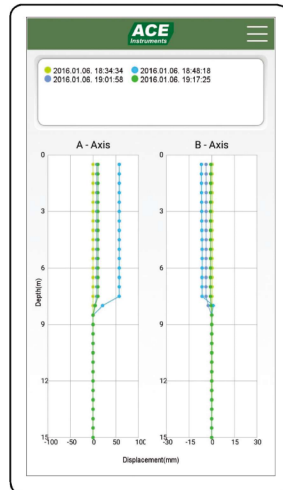 ACE
Instruments
2016.01.06. 18:34:34 2016.01.06. 18:48:18
2016.01.06. 19:01:58 2016.01.06. 19:17:25
A - Axis B - Axis
0 0
3 3
6 6
Depth(m)
9 9
12 12
15 15
-100 -50 0 50 100 -30 -15 0 15 30
Displacement(mm)